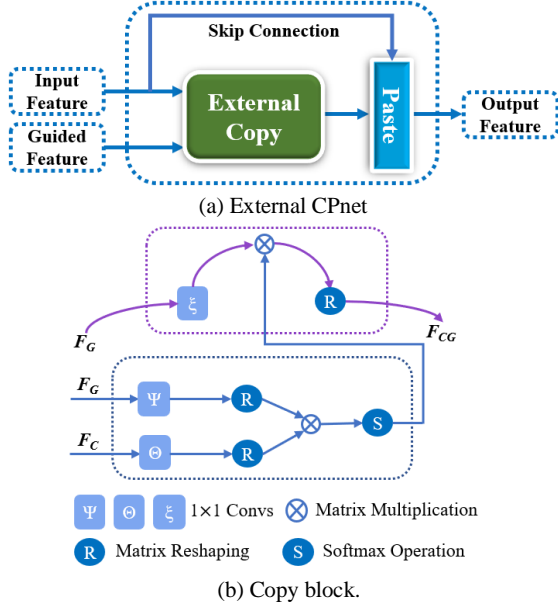 Skip Connection
Input
Feature
Guided
Feature
External
Copy
Paste
Output
Feature
(a) External CPnet
ξ
R
F_G
F_CG
F_G
Ψ
R
F_C
Θ
R
S
Ψ Θ ξ 1×1 Convs
Matrix Multiplication
R Matrix Reshaping
S Softmax Operation
(b) Copy block.